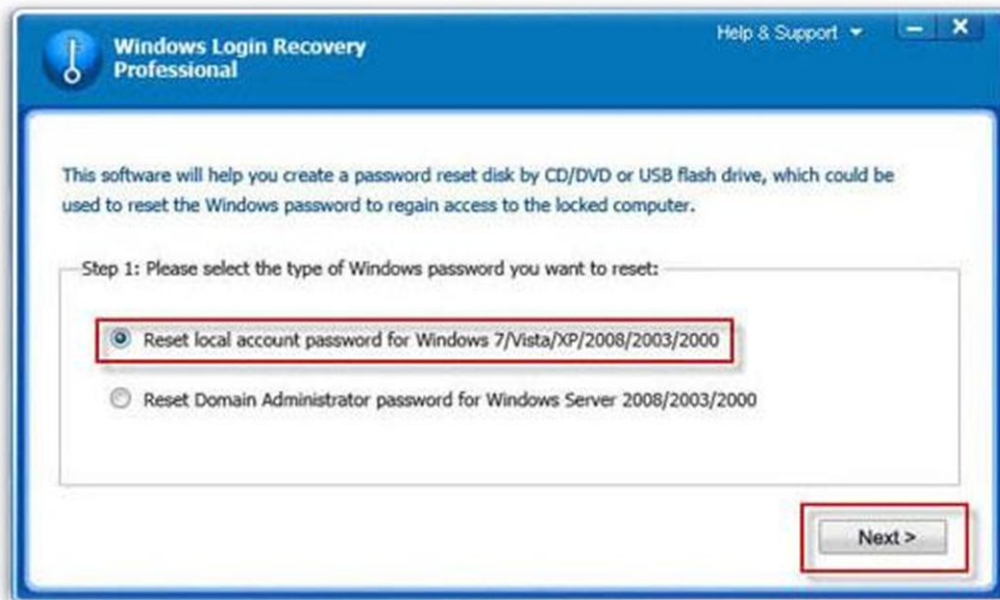 Help & Support
Windows Login Recovery
Professional
This software will help you create a password reset disk by CD/DVD or USB flash drive, which could be
used to reset the Windows password to regain access to the locked computer.
Step 1: Please select the type of Windows password you want to reset:
Reset local account password for Windows 7/Vista/XP/2008/2003/2000
Reset Domain Administrator password for Windows Server 2008/2003/2000
Next >